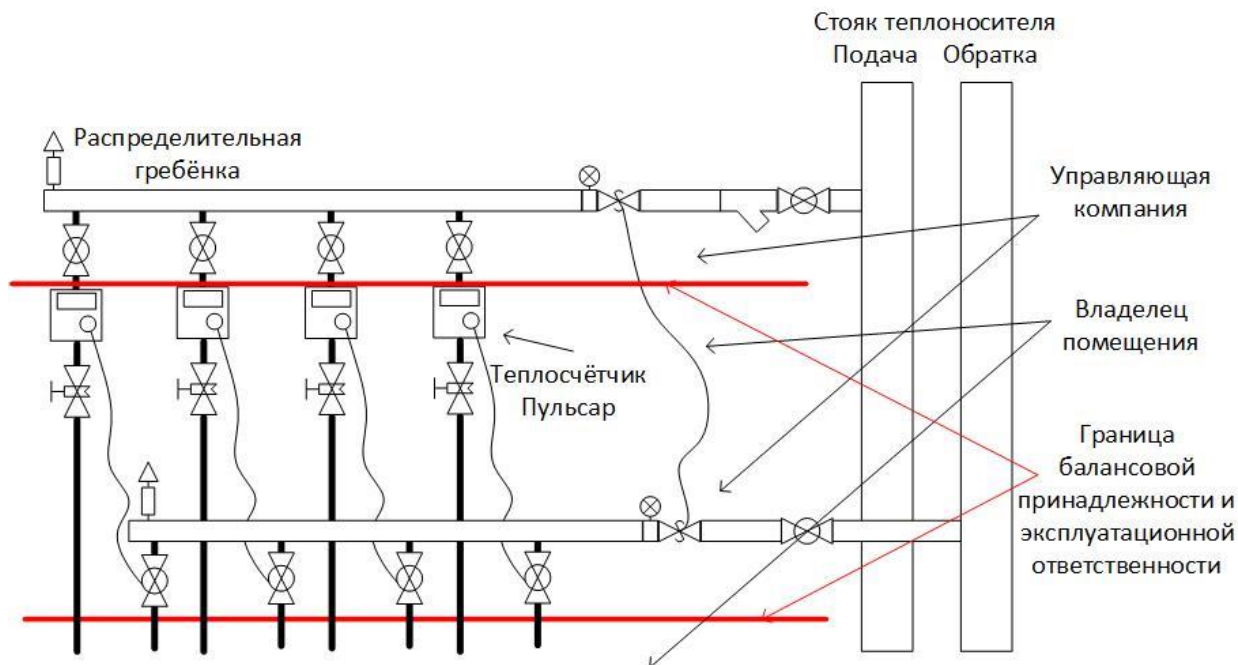 Стояк теплоносителя
Подача Обратка
Распределительная
гребёнка
Управляющая
компания
Владелец
помещения
Теплосчётчик
Пульсар
Граница
балансовой
принадлежности и
эксплуатационной
ответственности